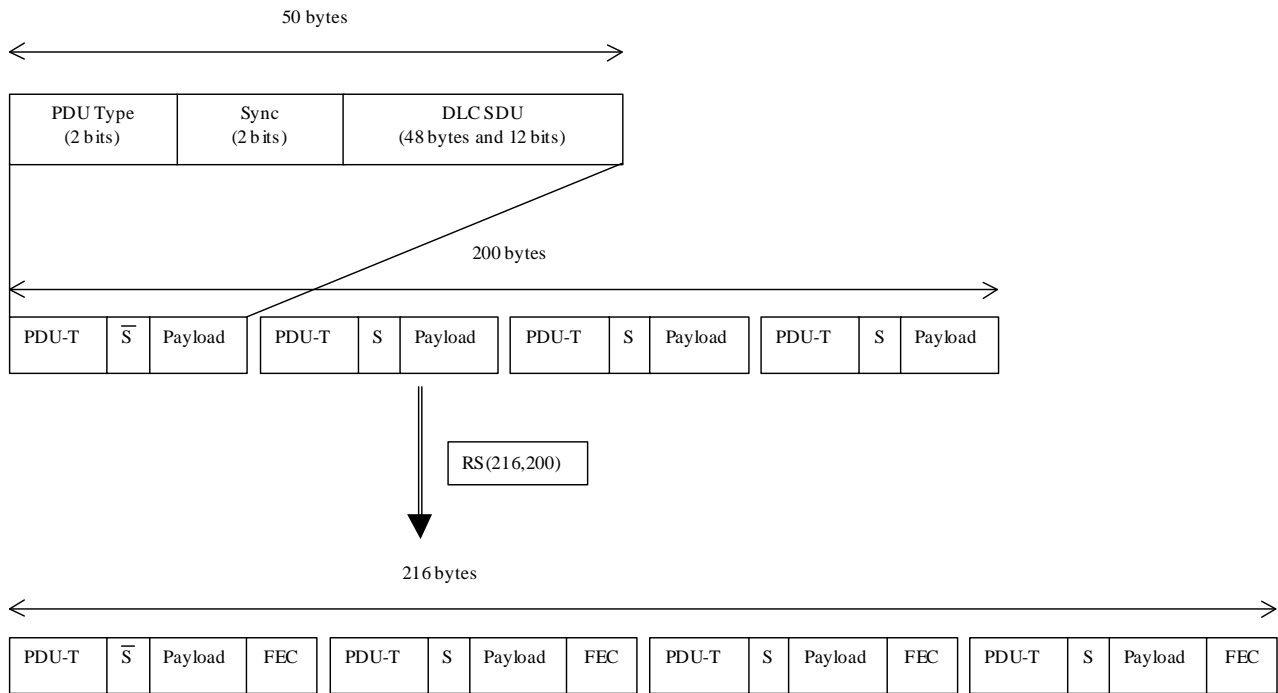 50 bytes
PDU Type Sync DLC SDU
(2 bits) (2 bits) (48 bytes and 12 bits)
200 bytes
PDU-T S̅ Payload PDU-T S Payload PDU-T S Payload PDU-T S Payload
RS(216,200)
216 bytes
PDU-T S̅ Payload FEC PDU-T S Payload FEC PDU-T S Payload FEC PDU-T S Payload FEC